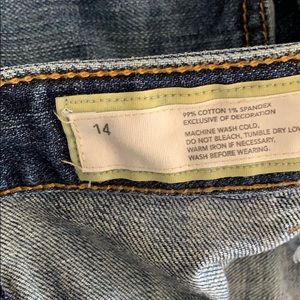 14
99% COTTON 1% SPANDEX
EXCLUSIVE OF DECORATION
MACHINE WASH COLD,
DO NOT BLEACH, TUMBLE DRY LO
WARM IRON IF NECESSARY,
WASH BEFORE WEARING.